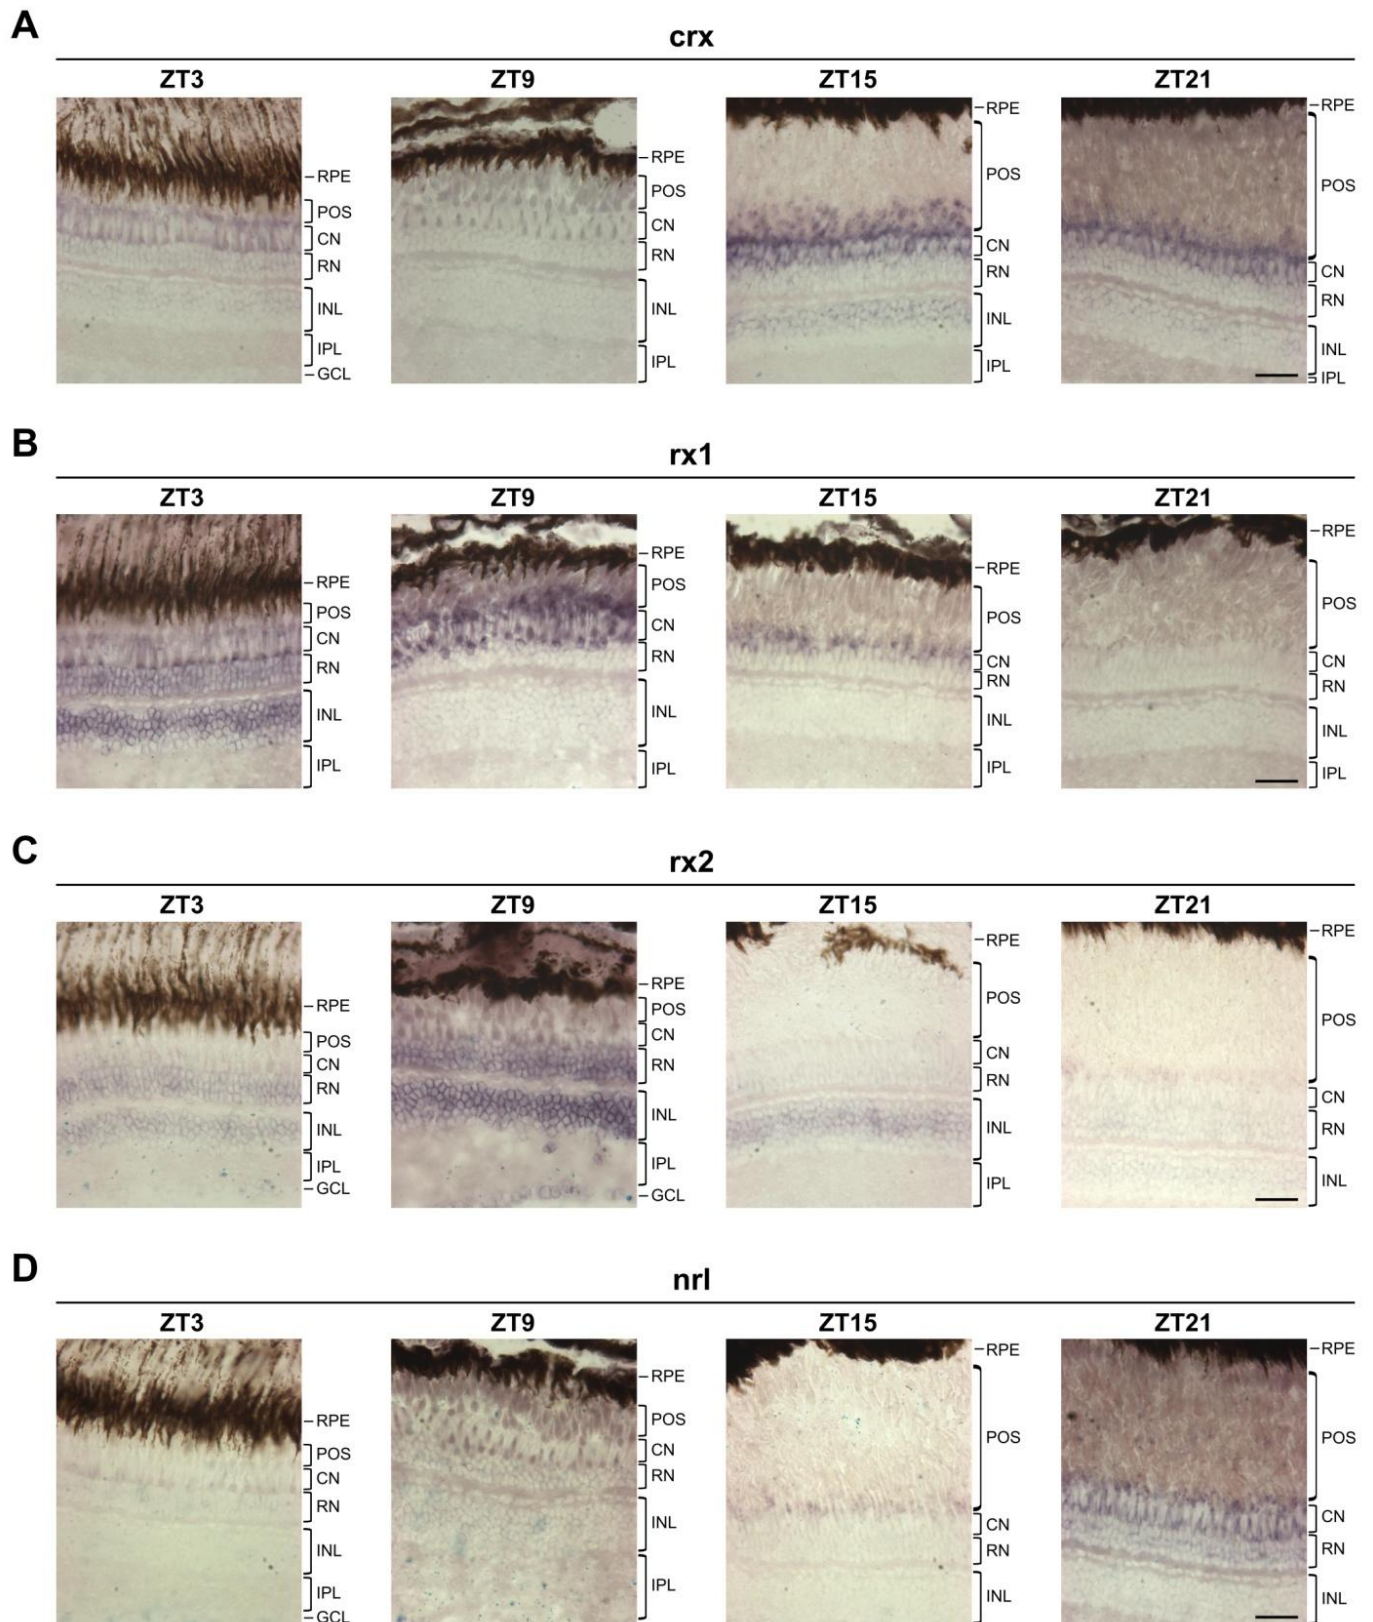 A
crx
ZT3 ZT9 ZT15 ZT21
RPE
POS
CN
RN
INL
IPL
GCL
RPE
POS
CN
RN
INL
IPL
RPE
POS
CN
RN
INL
IPL
RPE
POS
CN
RN
INL
IPL
B
rx1
ZT3 ZT9 ZT15 ZT21
RPE
POS
CN
RN
INL
IPL
RPE
POS
CN
RN
INL
IPL
RPE
POS
CN
RN
INL
IPL
RPE
POS
CN
RN
INL
IPL
C
rx2
ZT3 ZT9 ZT15 ZT21
RPE
POS
CN
RN
INL
IPL
GCL
RPE
POS
CN
RN
INL
IPL
GCL
RPE
POS
CN
RN
INL
IPL
RPE
POS
CN
RN
INL
D
nrl
ZT3 ZT9 ZT15 ZT21
RPE
POS
CN
RN
INL
IPL
GCL
RPE
POS
CN
RN
INL
IPL
RPE
POS
CN
RN
INL
RPE
POS
CN
RN
INL